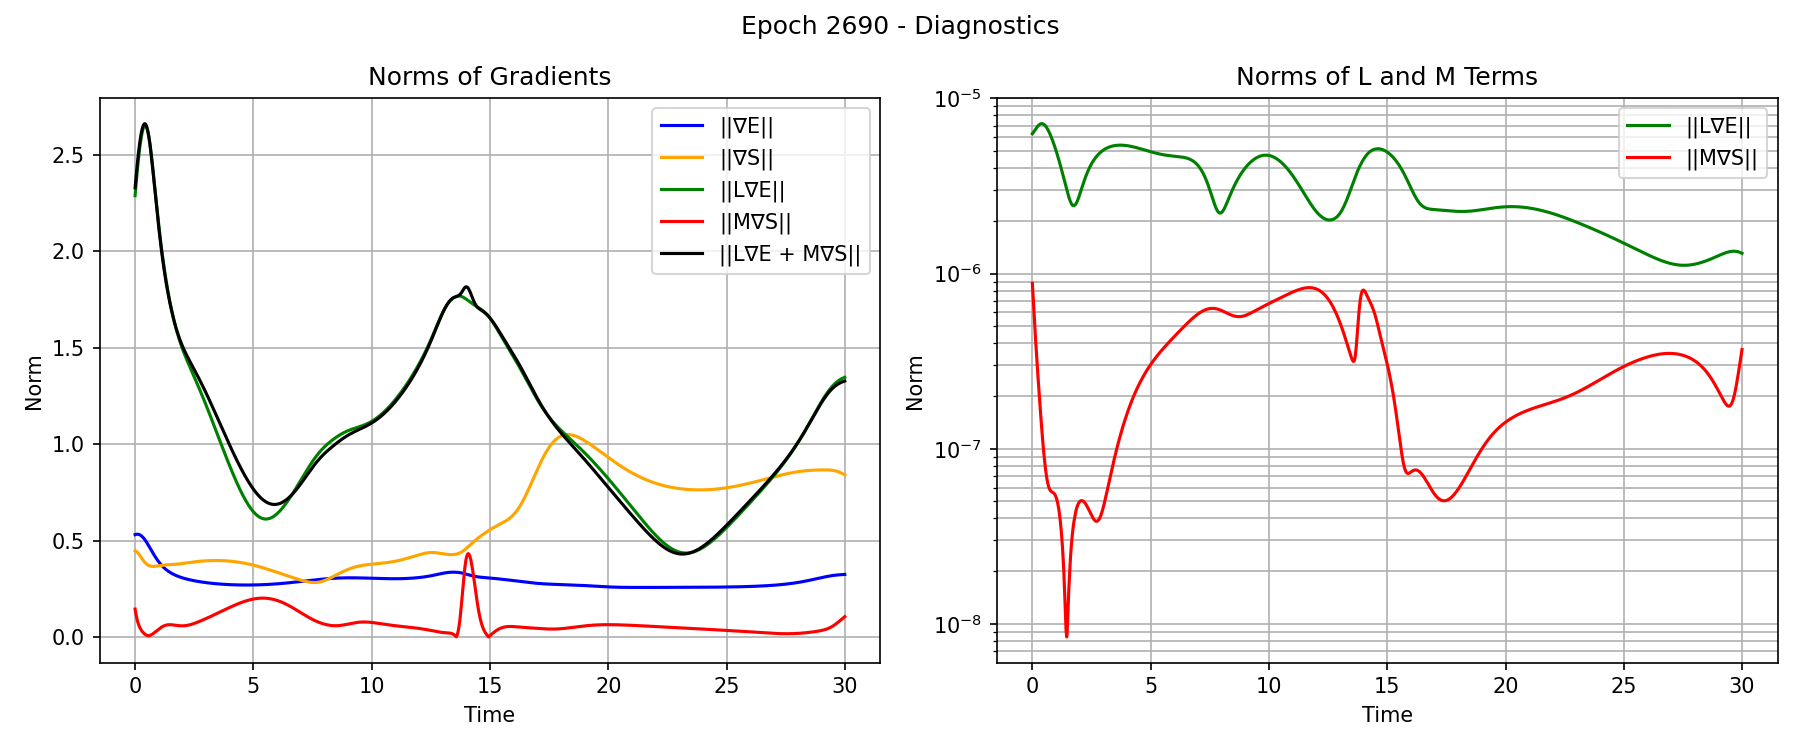 Epoch 2690 - Diagnostics
Norms of Gradients
||∇E||
||∇S||
||L∇E||
||M∇S||
||L∇E + M∇S||
2.5
2.0
1.5
1.0
0.5
0.0
Norm
0 5 10 15 20 25 30
Time
Norms of L and M Terms
||L∇E||
||M∇S||
10⁻⁵
10⁻⁶
10⁻⁷
10⁻⁸
Norm
0 5 10 15 20 25 30
Time